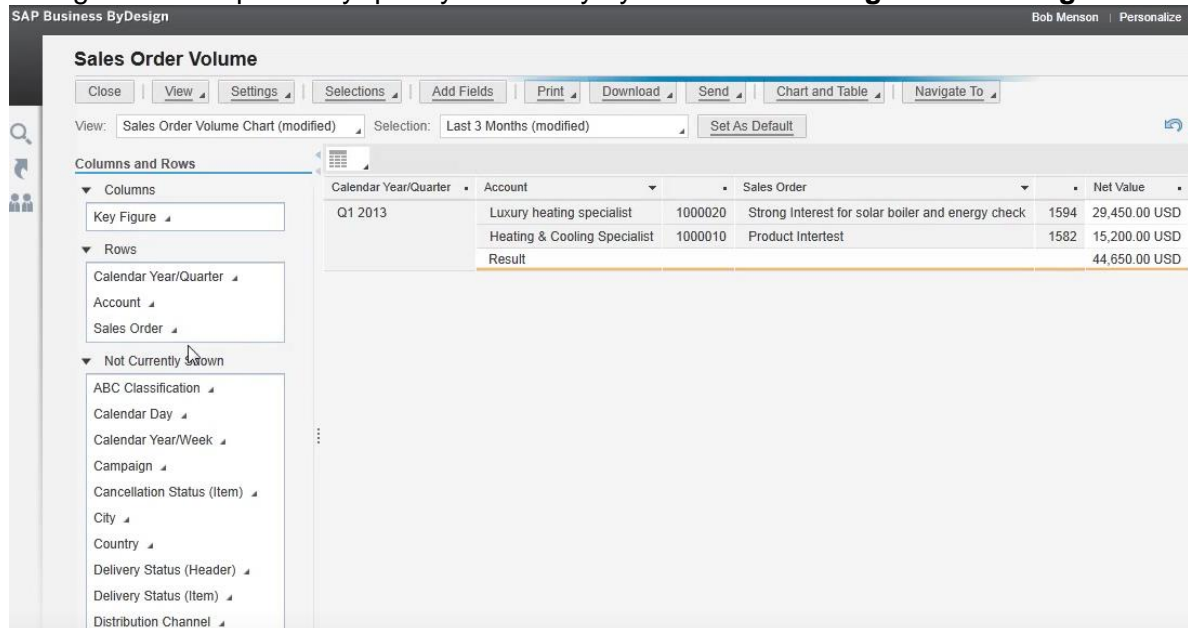 SAP Business ByDesign
Bob Menson | Personalize
Sales Order Volume
Close | View Settings | Selections Add Fields | Print Download Send | Chart and Table | Navigate To
View: Sales Order Volume Chart (modified) Selection: Last 3 Months (modified) Set As Default
Columns and Rows
Columns
Key Figure
Rows
Calendar Year/Quarter
Account
Sales Order
Not Currently Shown
ABC Classification
Calendar Day
Calendar Year/Week
Campaign
Cancellation Status (Item)
City
Country
Delivery Status (Header)
Delivery Status (Item)
Distribution Channel
Calendar Year/Quarter Account Sales Order Net Value
Q1 2013 Luxury heating specialist 1000020 Strong Interest for solar boiler and energy check 1594 29,450.00 USD
Heating & Cooling Specialist 1000010 Product Intertest 1582 15,200.00 USD
Result 44,650.00 USD